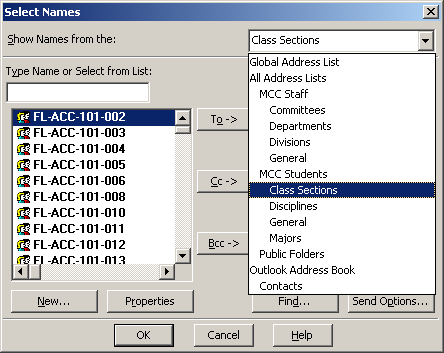 Select Names
Show Names from the:
Class Sections
Type Name or Select from List:
FL-ACC-101-002
FL-ACC-101-003
FL-ACC-101-004
FL-ACC-101-005
FL-ACC-101-006
FL-ACC-101-008
FL-ACC-101-010
FL-ACC-101-011
FL-ACC-101-012
FL-ACC-101-013
To ->
Cc ->
Bcc ->
Global Address List
All Address Lists
MCC Staff
Committees
Departments
Divisions
General
MCC Students
Class Sections
Disciplines
General
Majors
Public Folders
Outlook Address Book
Contacts
New...
Properties
Find...
Send Options...
OK
Cancel
Help